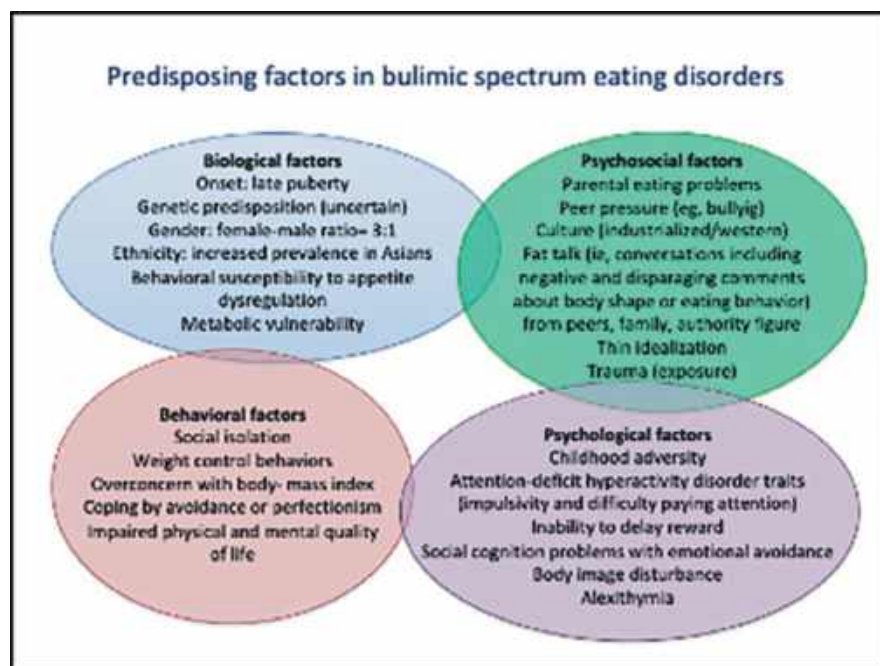 Predisposing factors in bulimic spectrum eating disorders
Biological factors
Onset: late puberty
Genetic predisposition (uncertain)
Gender: female-male ratio= 3:1
Ethnicity: increased prevalence in Asians
Behavioral susceptibility to appetite
dysregulation
Metabolic vulnerability
Psychosocial factors
Parental eating problems
Peer pressure (eg, bullyig)
Culture (industrialized/western)
Fat talk (ie, conversations including
negative and disparaging comments
about body shape or eating behavior)
from peers, family, authority figure
Thin idealization
Trauma (exposure)
Behavioral factors
Social isolation
Weight control behaviors
Overconcern with body- mass index
Coping by avoidance or perfectionism
Impaired physical and mental quality
of life
Psychological factors
Childhood adversity
Attention-deficit hyperactivity disorder traits
(impulsivity and difficulty paying attention)
Inability to delay reward
Social cognition problems with emotional avoidance
Body image disturbance
Alexithymia